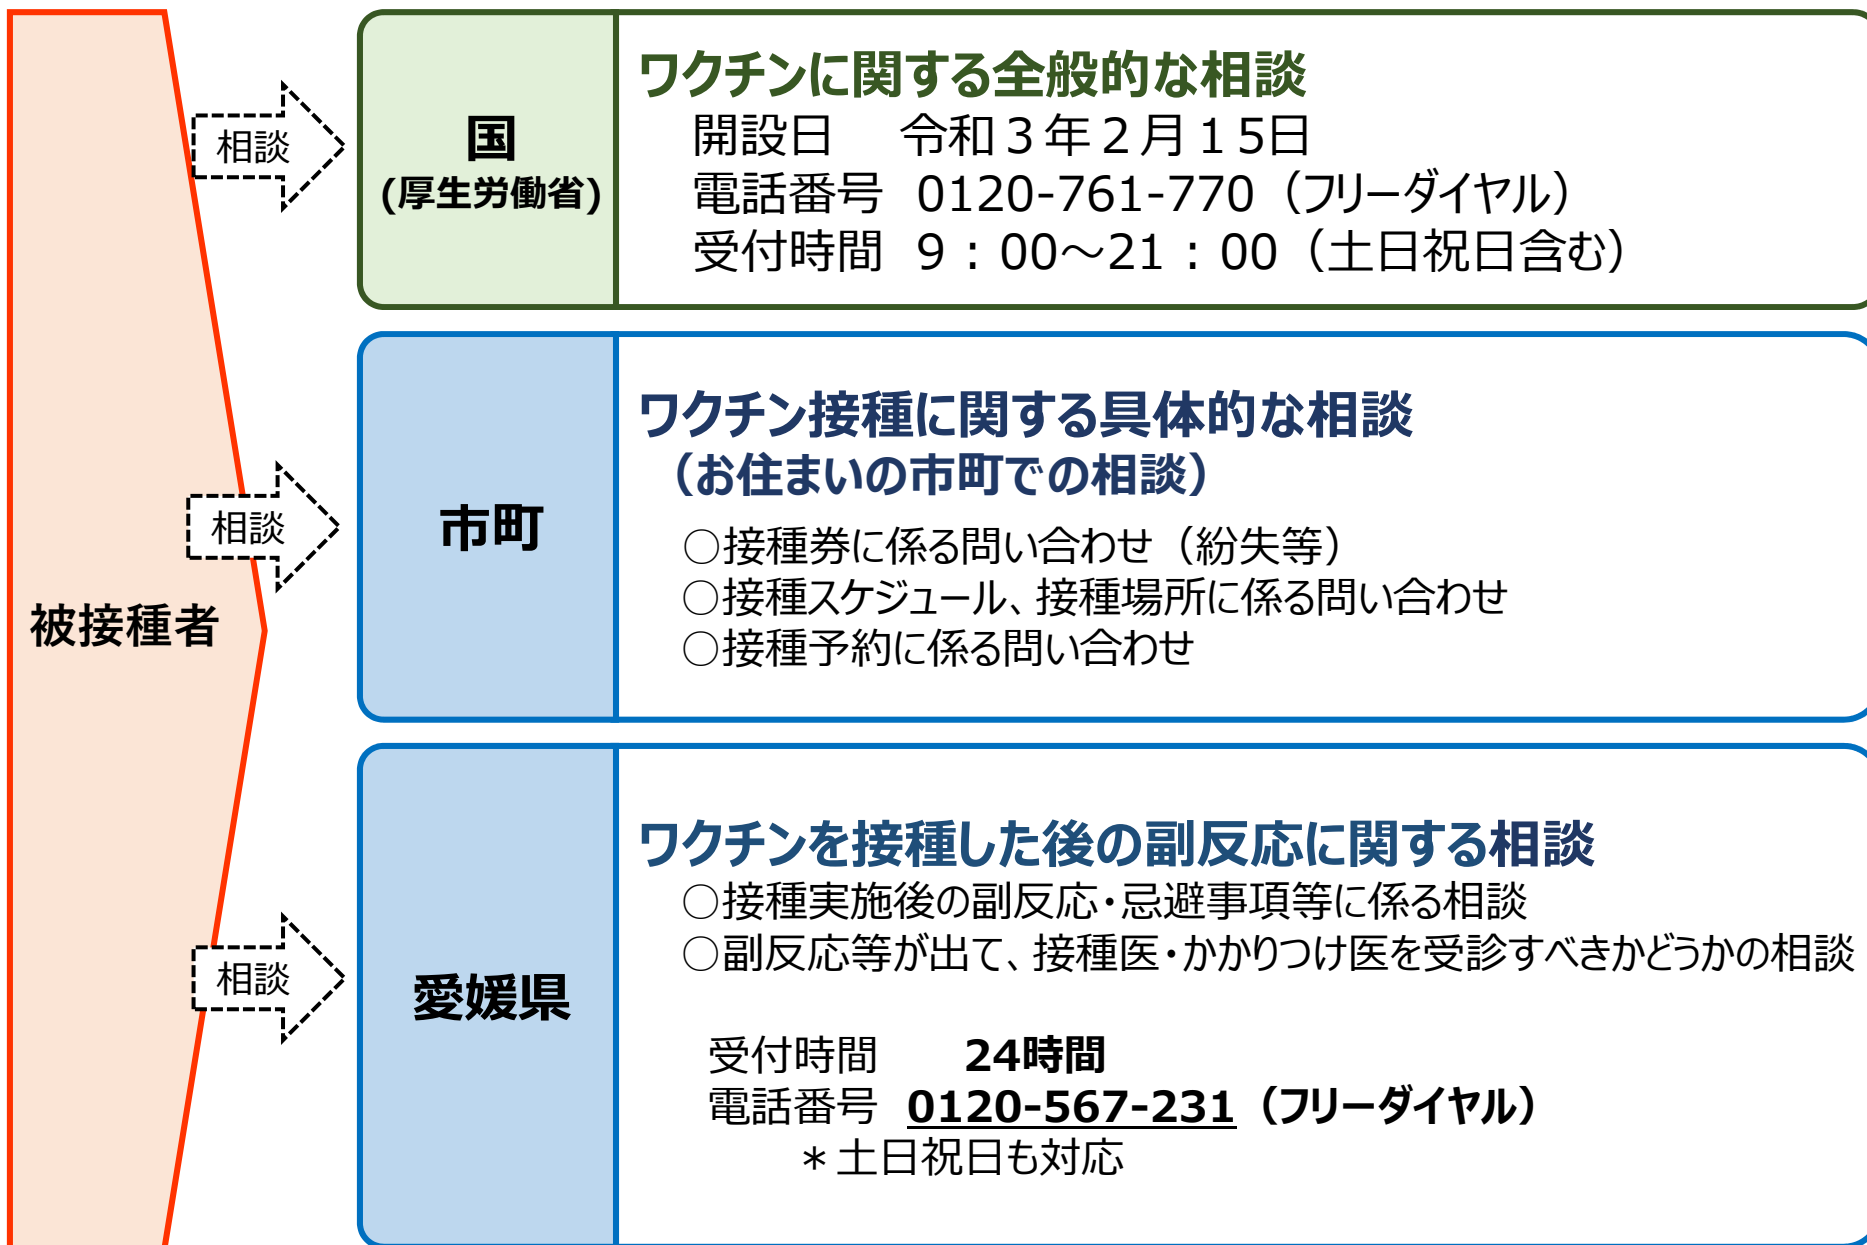 被接種者
相談
国
(厚生労働省)
ワクチンに関する全般的な相談
開設日 令和３年２月１５日
電話番号 0120-761-770（フリーダイヤル）
受付時間 ９：00～21：00（土日祝日含む）
相談
市町
ワクチン接種に関する具体的な相談
（お住まいの市町での相談）
○接種券に係る問い合わせ（紛失等）
○接種スケジュール、接種場所に係る問い合わせ
○接種予約に係る問い合わせ
相談
愛媛県
ワクチンを接種した後の副反応に関する相談
○接種実施後の副反応・忌避事項等に係る相談
○副反応等が出て、接種医・かかりつけ医を受診すべきかどうかの相談
受付時間 24時間
電話番号 0120-567-231（フリーダイヤル）
＊土日祝日も対応